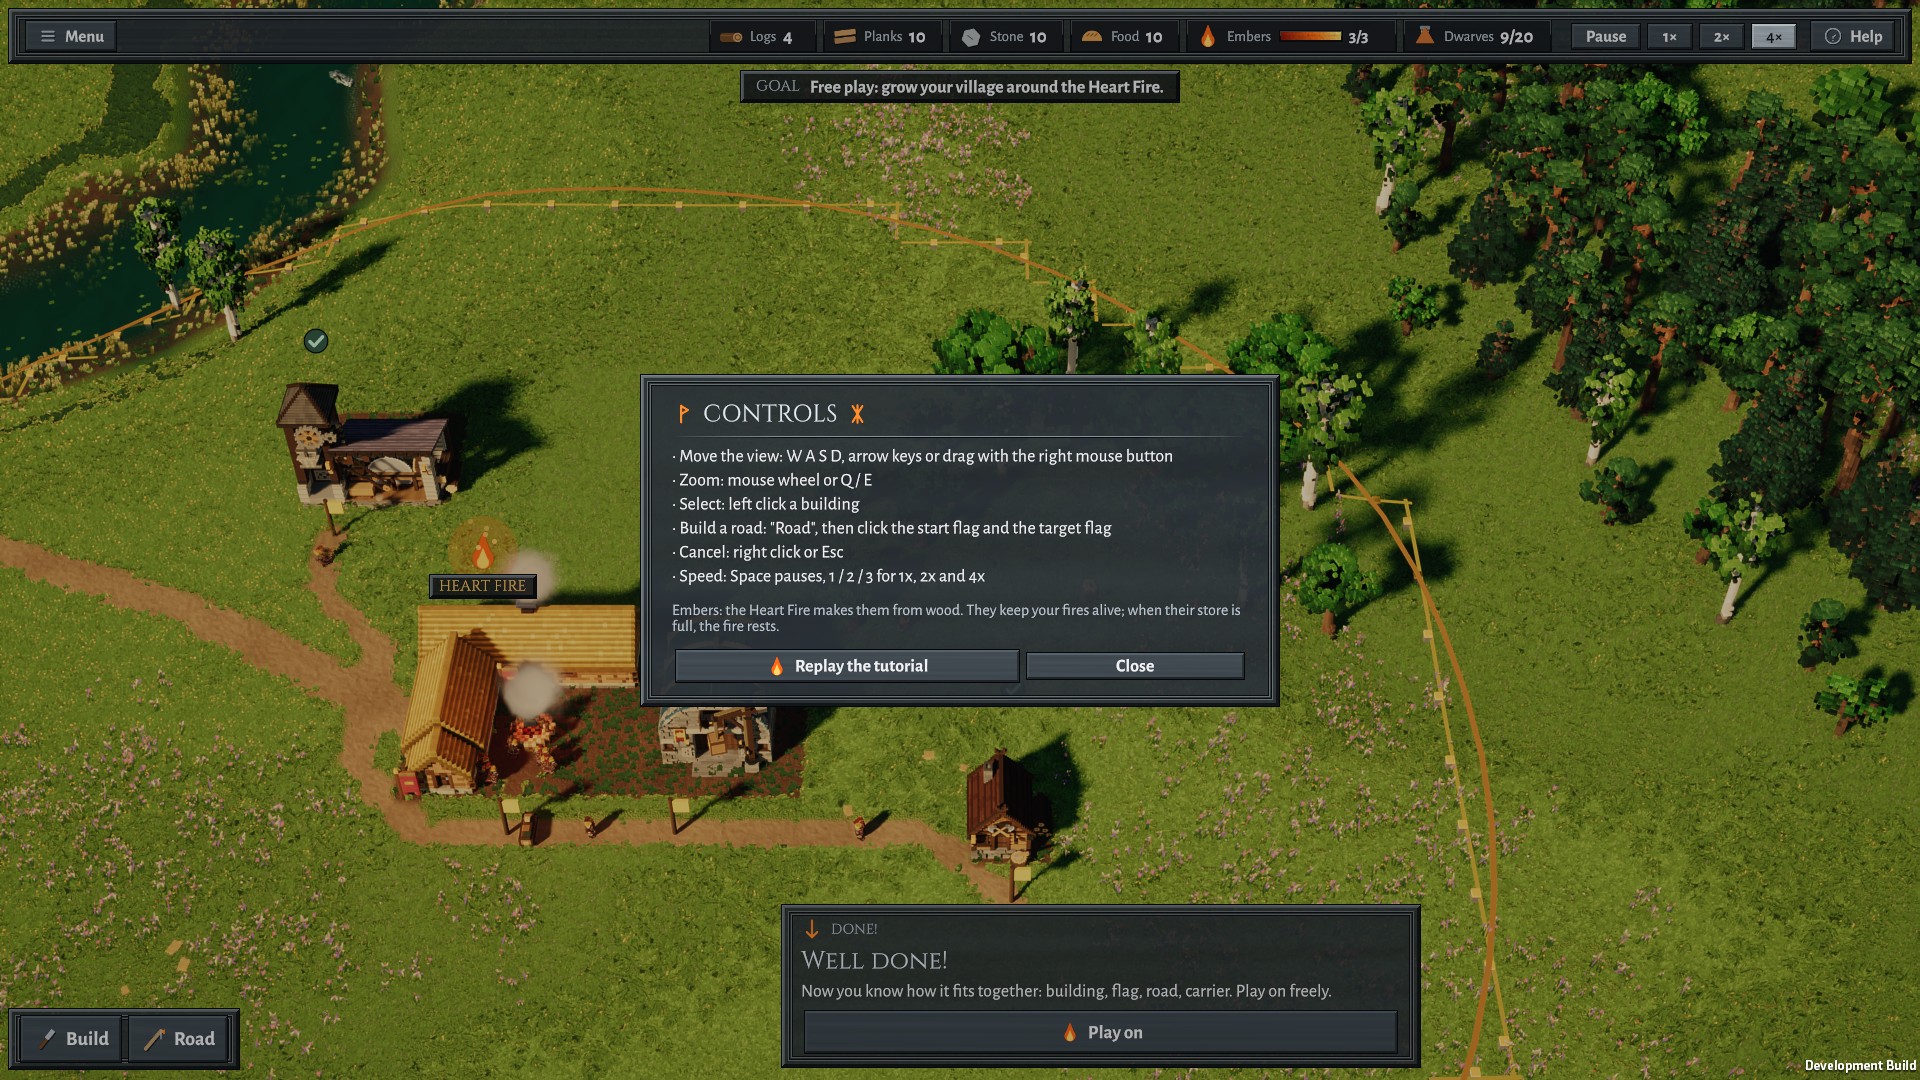 Menu
Logs 4
Planks 10
Stone 10
Food 10
Embers 3/3
Dwarves 9/20
Pause
1×
2×
4×
Help
GOAL Free play: grow your village around the Heart Fire.
CONTROLS
· Move the view: W A S D, arrow keys or drag with the right mouse button
· Zoom: mouse wheel or Q / E
· Select: left click a building
· Build a road: "Road", then click the start flag and the target flag
· Cancel: right click or Esc
· Speed: Space pauses, 1 / 2 / 3 for 1x, 2x and 4x
Embers: the Heart Fire makes them from wood. They keep your fires alive; when their store is
full, the fire rests.
Replay the tutorial
Close
HEART FIRE
DONE!
WELL DONE!
Now you know how it fits together: building, flag, road, carrier. Play on freely.
Play on
Build
Road
Development Build